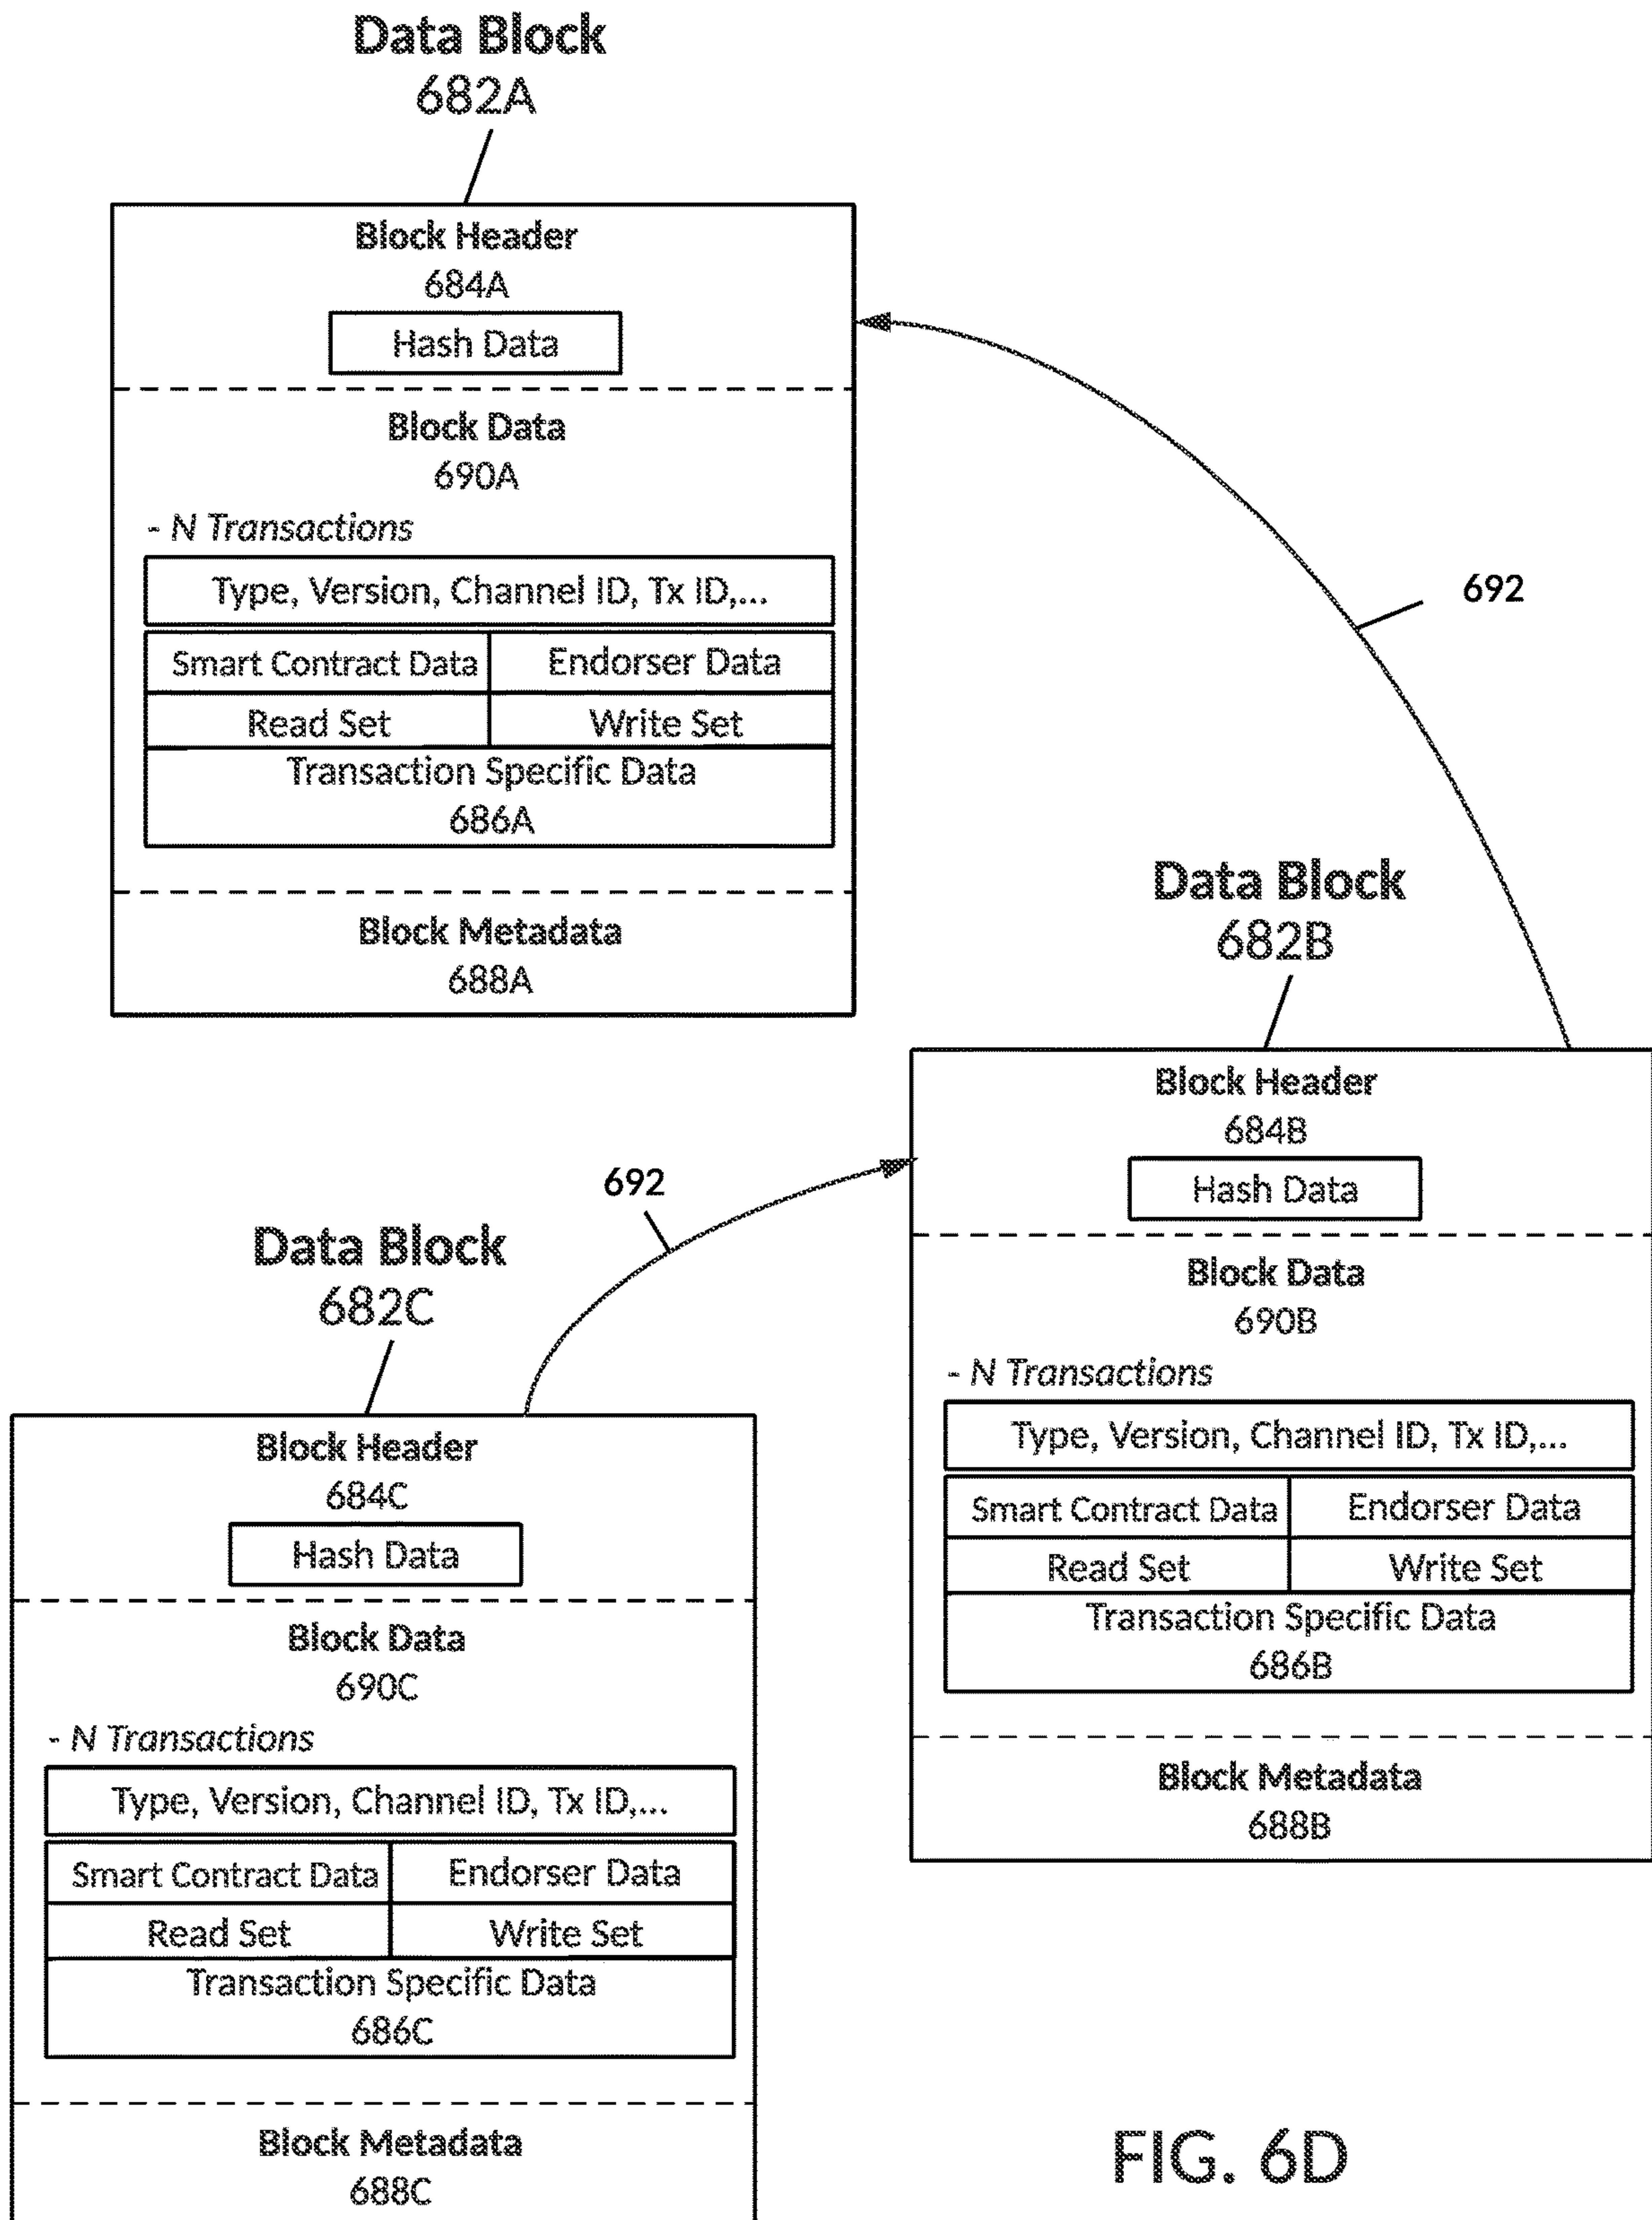 Data Block
682A
Block Header
684A
Hash Data
Block Data
690A
- N Transactions
Type, Version, Channel ID, Tx ID,...
Smart Contract Data
Endorser Data
Read Set
Write Set
Transaction Specific Data
686A
Block Metadata
688A
692
Data Block
682B
Block Header
684B
Hash Data
Block Data
690B
- N Transactions
Type, Version, Channel ID, Tx ID,...
Smart Contract Data
Endorser Data
Read Set
Write Set
Transaction Specific Data
686B
Block Metadata
688B
692
Data Block
682C
Block Header
684C
Hash Data
Block Data
690C
- N Transactions
Type, Version, Channel ID, Tx ID,...
Smart Contract Data
Endorser Data
Read Set
Write Set
Transaction Specific Data
686C
Block Metadata
688C
FIG. 6D